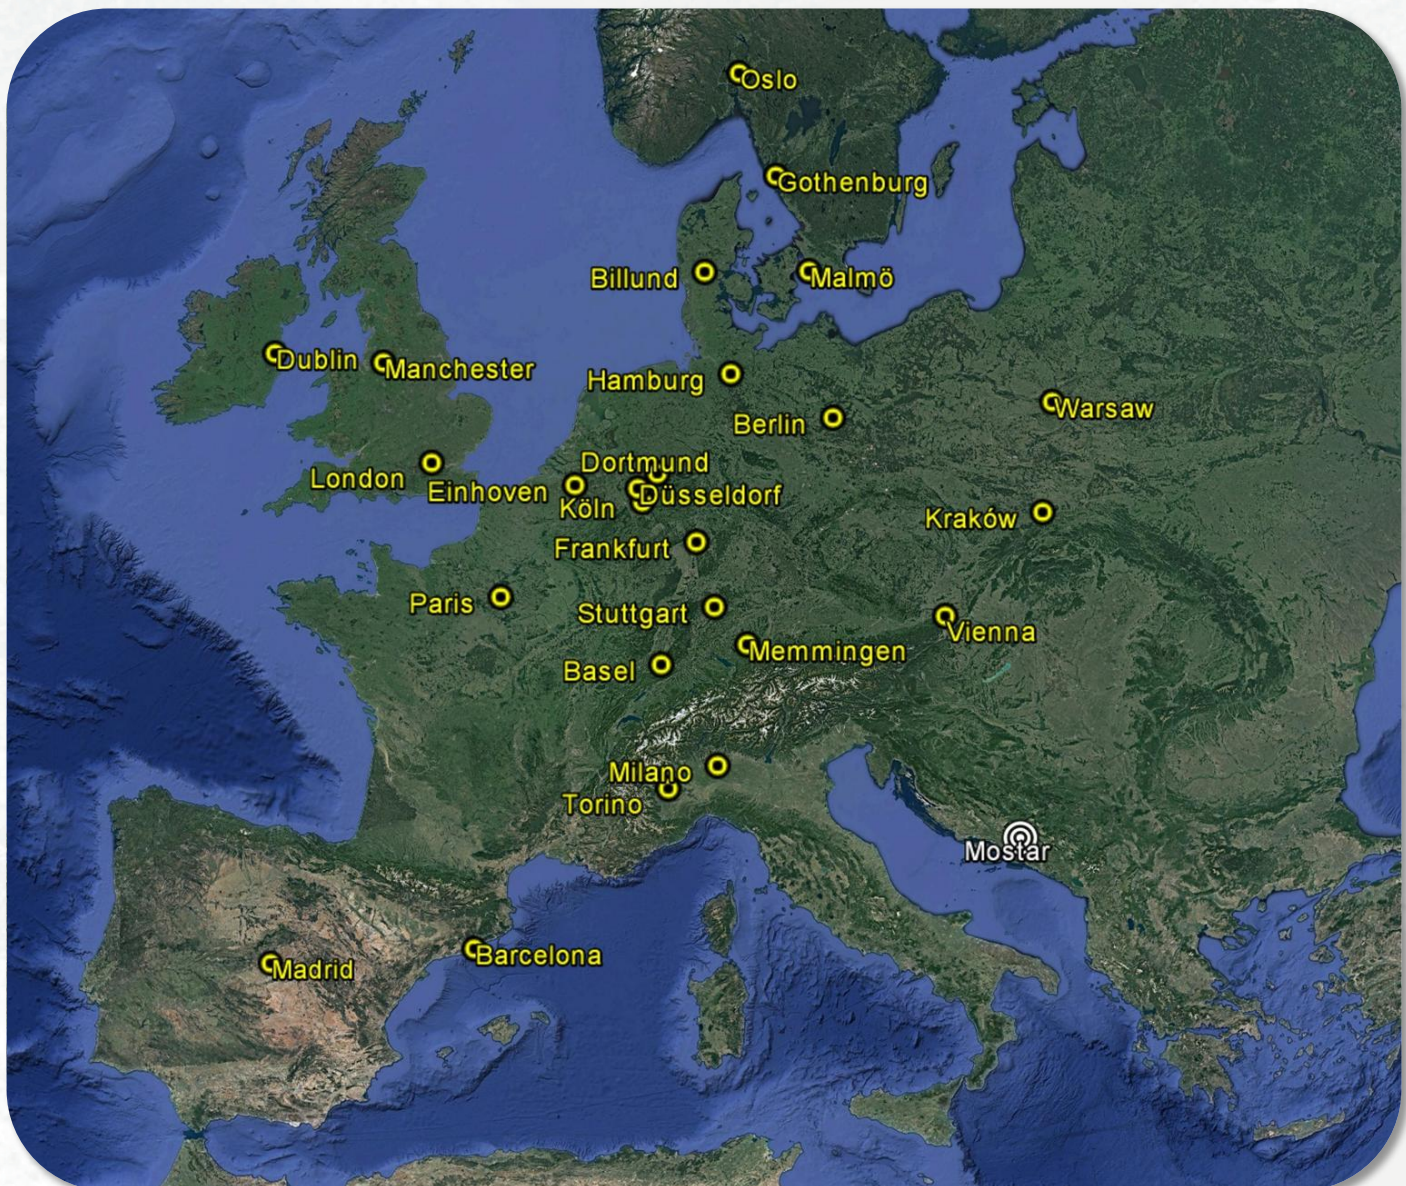 Oslo
Gothenburg
Billund
Malmö
Dublin
Manchester
Hamburg
Warsaw
Berlin
Dortmund
London
Einhoven
Düsseldorf
Köln
Kraków
Frankfurt
Paris
Stuttgart
Vienna
Memmingen
Basel
Milano
Torino
Mostar
Barcelona
Madrid